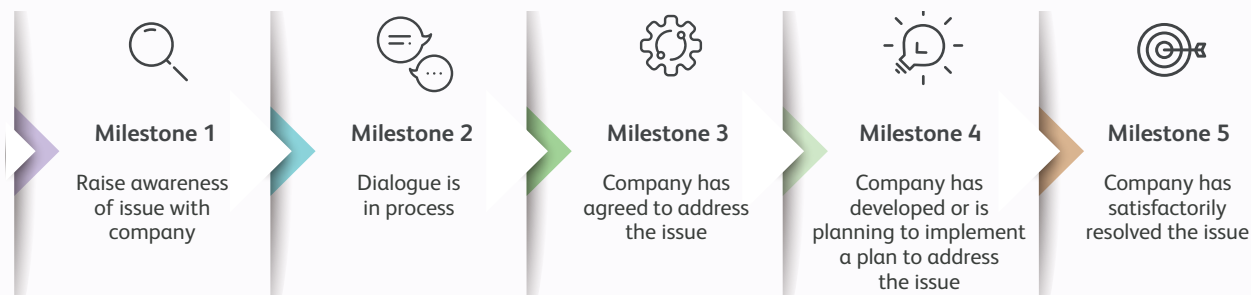 Milestone 1
Raise awareness
of issue with
company
Milestone 2
Dialogue is
in process
Milestone 3
Company has
agreed to address
the issue
Milestone 4
Company has
developed or is
planning to implement
a plan to address
the issue
Milestone 5
Company has
satisfactorily
resolved the issue